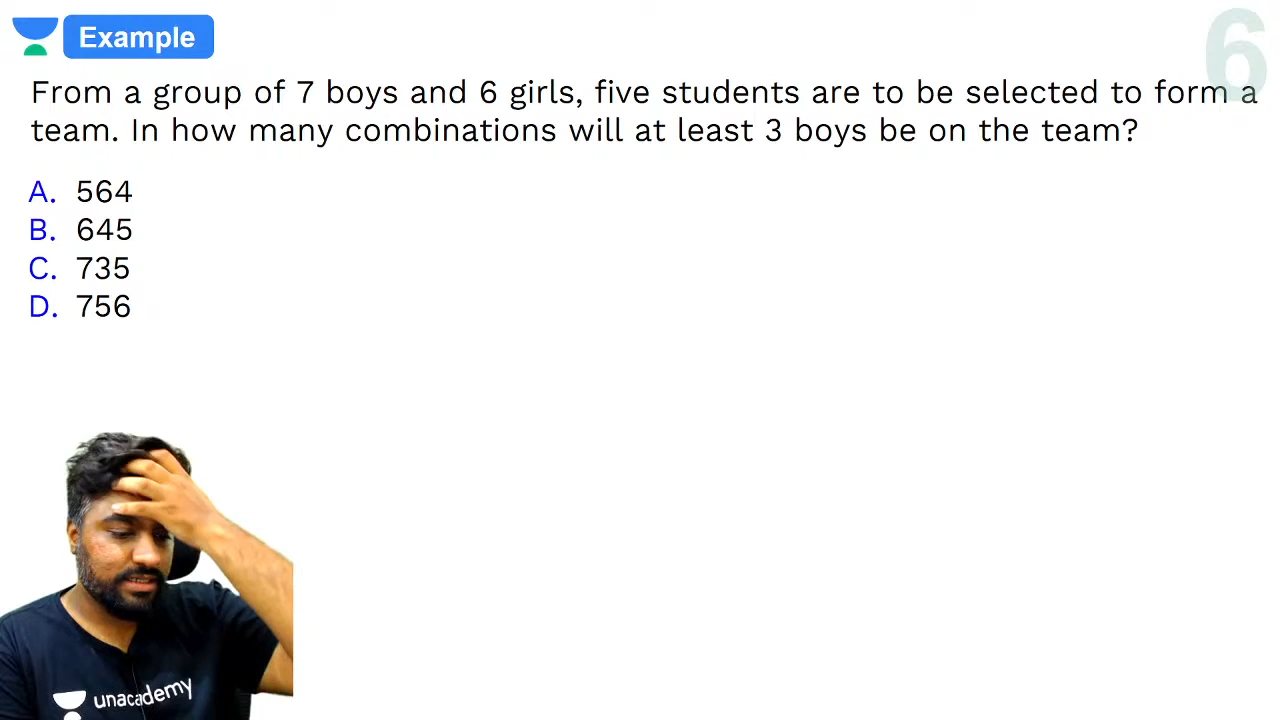 Example
6
From a group of 7 boys and 6 girls, five students are to be selected to form a
team. In how many combinations will at least 3 boys be on the team?
A. 564
B. 645
C. 735
D. 756
unacademy